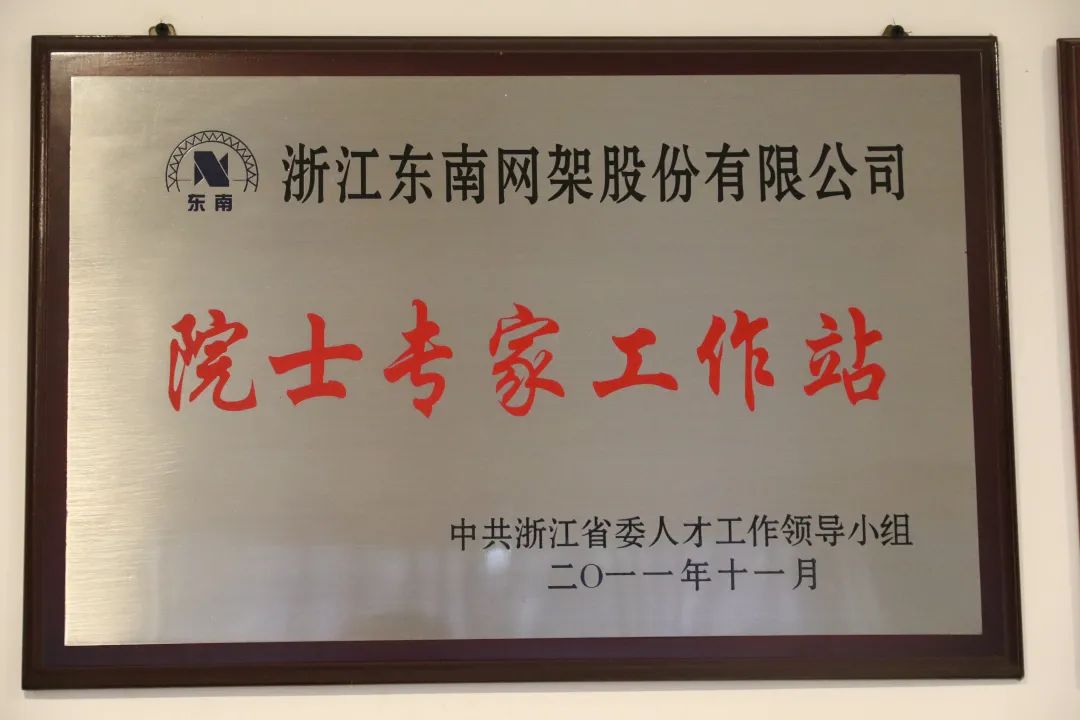 东南
浙江东南网架股份有限公司
院士专家工作站
中共浙江省委人才工作领导小组
二〇一一年十一月